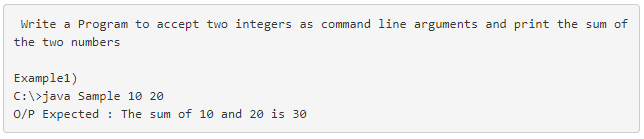 Write a Program to accept two integers as command line arguments and print the sum of
the two numbers
Example1)
C:\>java Sample 10 20
O/P Expected : The sum of 10 and 20 is 30